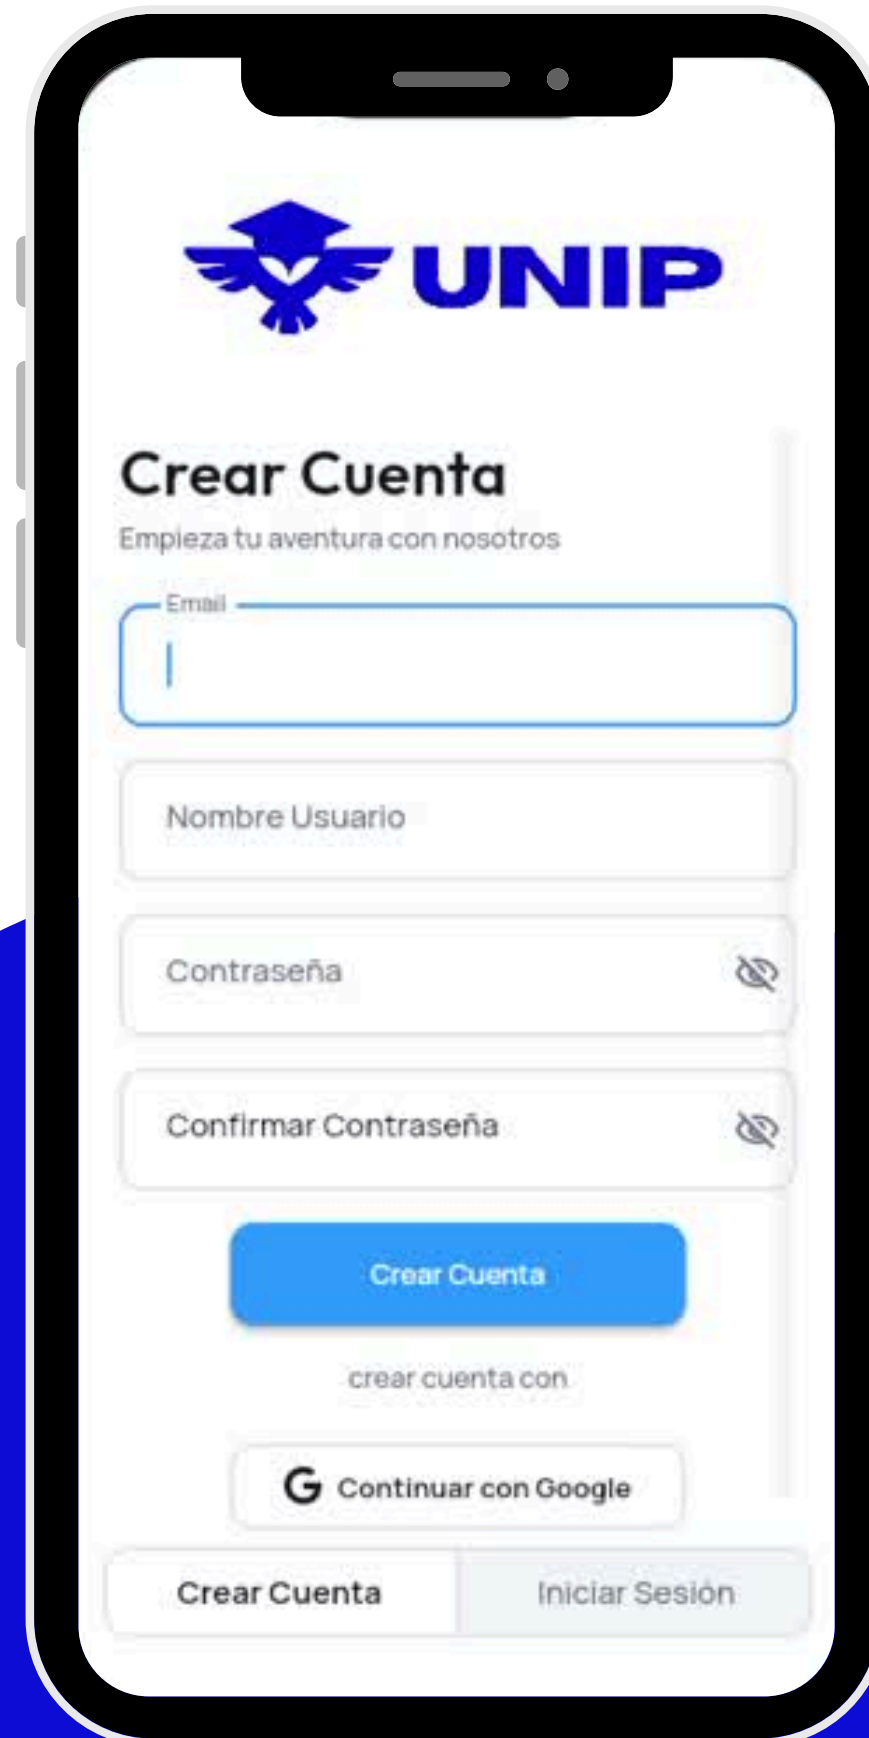 UNIP
Crear Cuenta
Empieza tu aventura con nosotros
Email
Nombre Usuario
Contraseña
Confirmar Contraseña
Crear Cuenta
crear cuenta con
G Continuar con Google
Crear Cuenta Iniciar Sesión